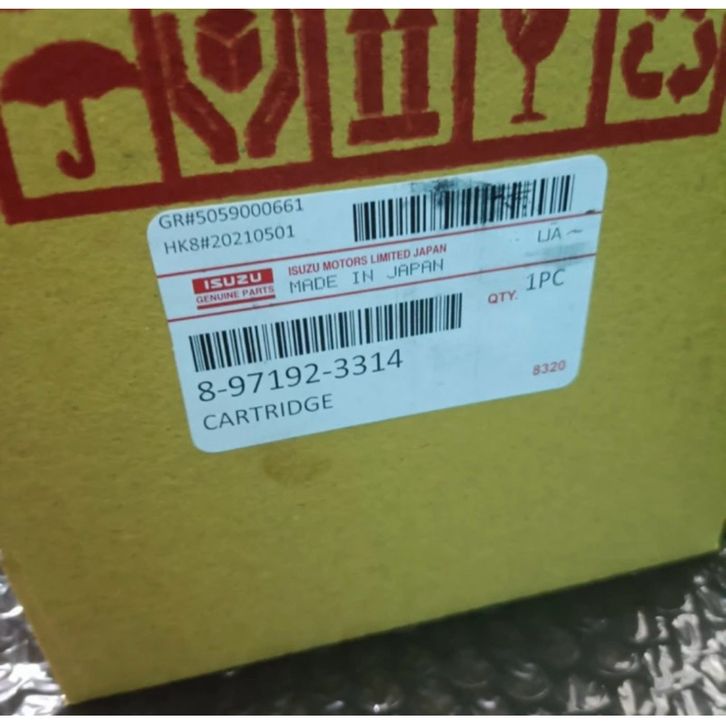 GR#5059000661
HK8#20210501
IJA ~
ISUZU
GENUINE PARTS
ISUZU MOTORS LIMITED JAPAN
MADE IN JAPAN
QTY. 1PC
8-97192-3314
CARTRIDGE
8320